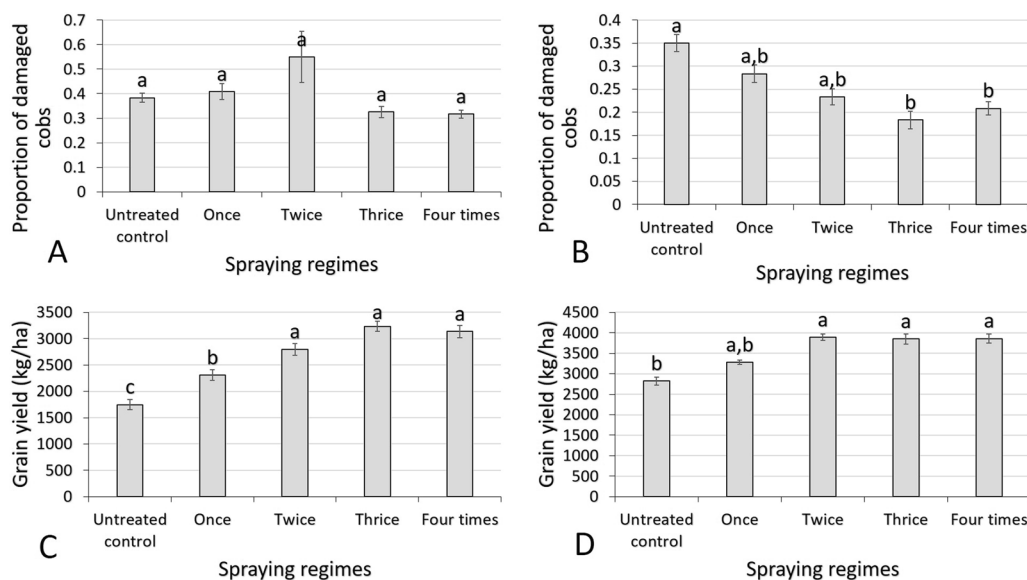 Proportion of damaged
cobs
0.7
0.6
0.5
0.4
0.3
0.2
0.1
0
a
a
a
a
a
Untreated
control
Once
Twice
Thrice
Four times
A
Spraying regimes
Proportion of damaged
cobs
0.4
0.35
0.3
0.25
0.2
0.15
0.1
0.05
0
a
a,b
a,b
b
b
Untreated
control
Once
Twice
Thrice
Four times
B
Spraying regimes
Grain yield (kg/ha)
3500
3000
2500
2000
1500
1000
500
0
c
b
a
a
a
Untreated
control
Once
Twice
Thrice
Four times
C
Spraying regimes
Grain yield (kg/ha)
4500
4000
3500
3000
2500
2000
1500
1000
500
0
b
a,b
a
a
a
Untreated
control
Once
Twice
Thrice
Four times
D
Spraying regimes